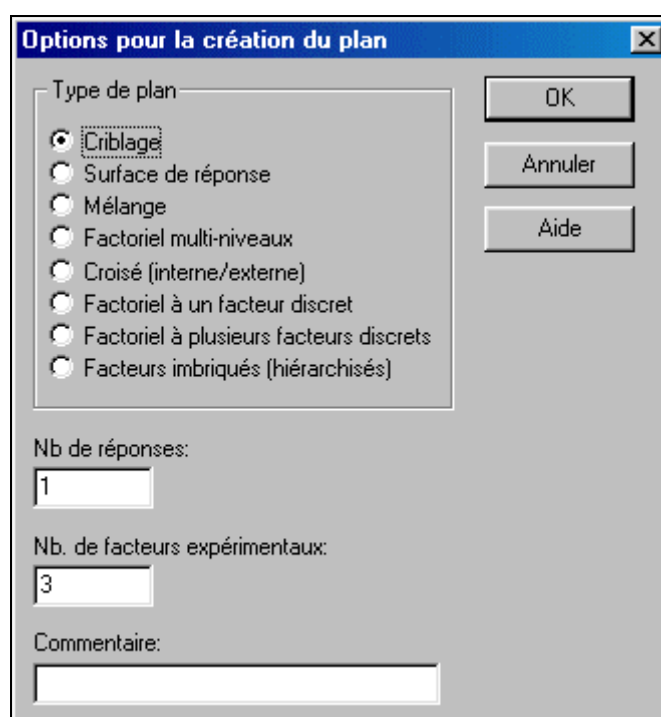 Options pour la création du plan
Type de plan
Criblage
Surface de réponse
Mélange
Factoriel multi-niveaux
Croisé (interne/externe)
Factoriel à un facteur discret
Factoriel à plusieurs facteurs discrets
Facteurs imbriqués (hiérarchisés)
OK
Annuler
Aide
Nb de réponses:
1
Nb. de facteurs expérimentaux:
3
Commentaire: